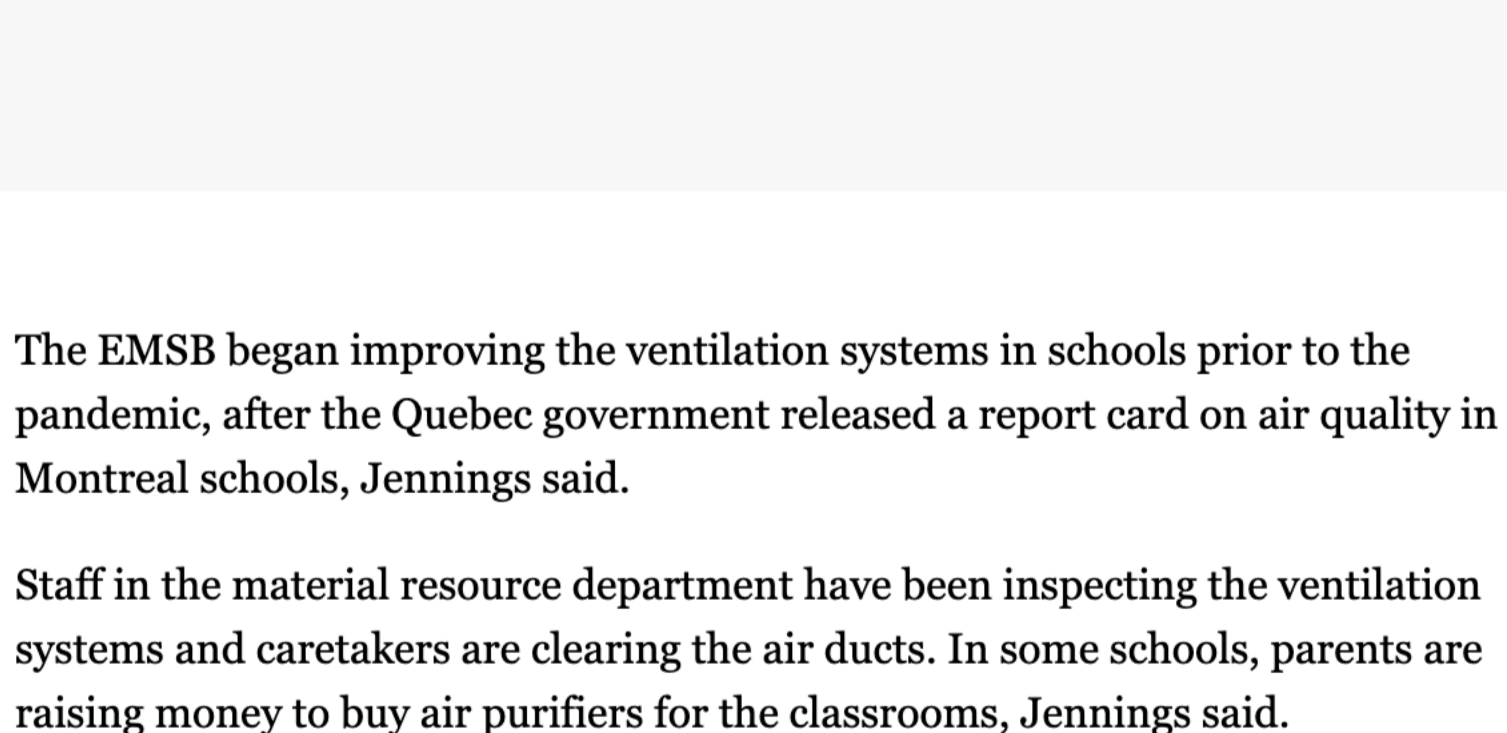 The EMSB began improving the ventilation systems in schools prior to the
pandemic, after the Quebec government released a report card on air quality in
Montreal schools, Jennings said.
Staff in the material resource department have been inspecting the ventilation
systems and caretakers are clearing the air ducts. In some schools, parents are
raising money to buy air purifiers for the classrooms, Jennings said.